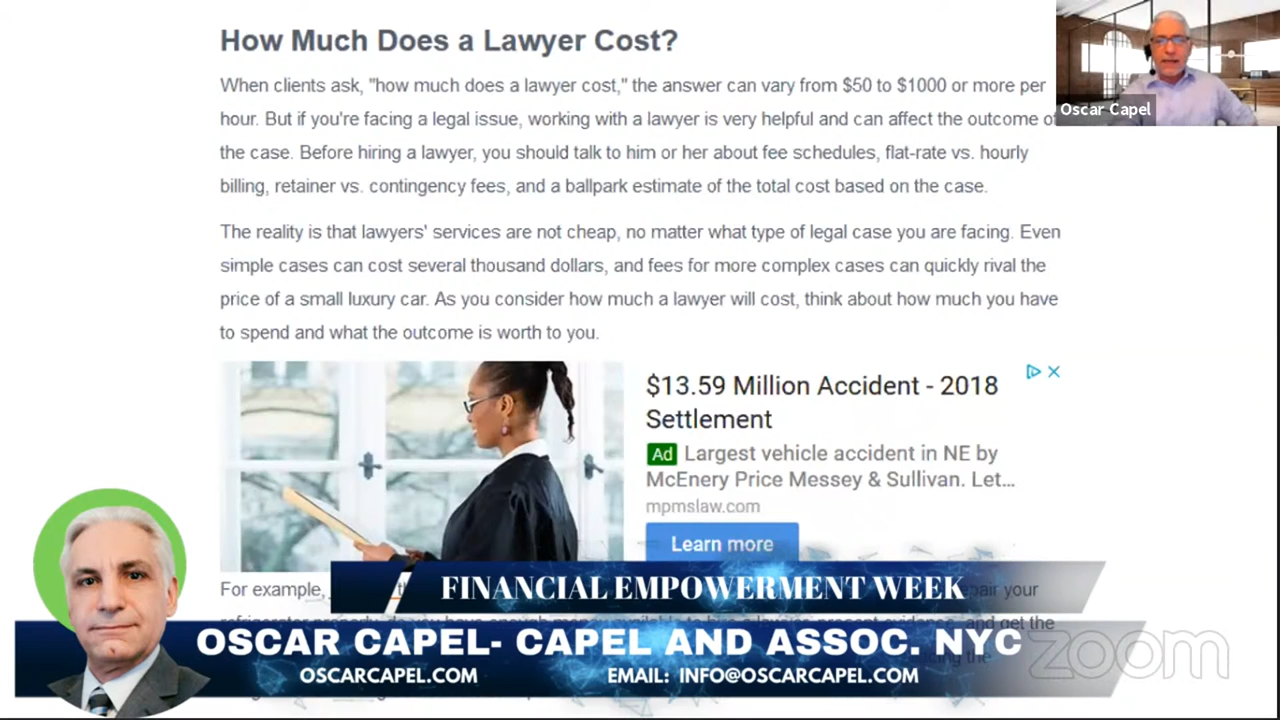 How Much Does a Lawyer Cost?
When clients ask, "how much does a lawyer cost," the answer can vary from $50 to $1000 or more per
hour. But if you're facing a legal issue, working with a lawyer is very helpful and can affect the outcome of
the case. Before hiring a lawyer, you should talk to him or her about fee schedules, flat-rate vs. hourly
billing, retainer vs. contingency fees, and a ballpark estimate of the total cost based on the case.
Oscar Capel
The reality is that lawyers' services are not cheap, no matter what type of legal case you are facing. Even
simple cases can cost several thousand dollars, and fees for more complex cases can quickly rival the
price of a small luxury car. As you consider how much a lawyer will cost, think about how much you have
to spend and what the outcome is worth to you.
$13.59 Million Accident - 2018
Settlement
Ad Largest vehicle accident in NE by
McEnery Price Messey & Sullivan. Let...
mpmslaw.com
Learn more
For example, your
FINANCIAL EMPOWERMENT WEEK
and get the
OSCAR CAPEL- CAPEL AND ASSOC. NYC
OSCARCAPEL.COM EMAIL: INFO@OSCARCAPEL.COM
zoom